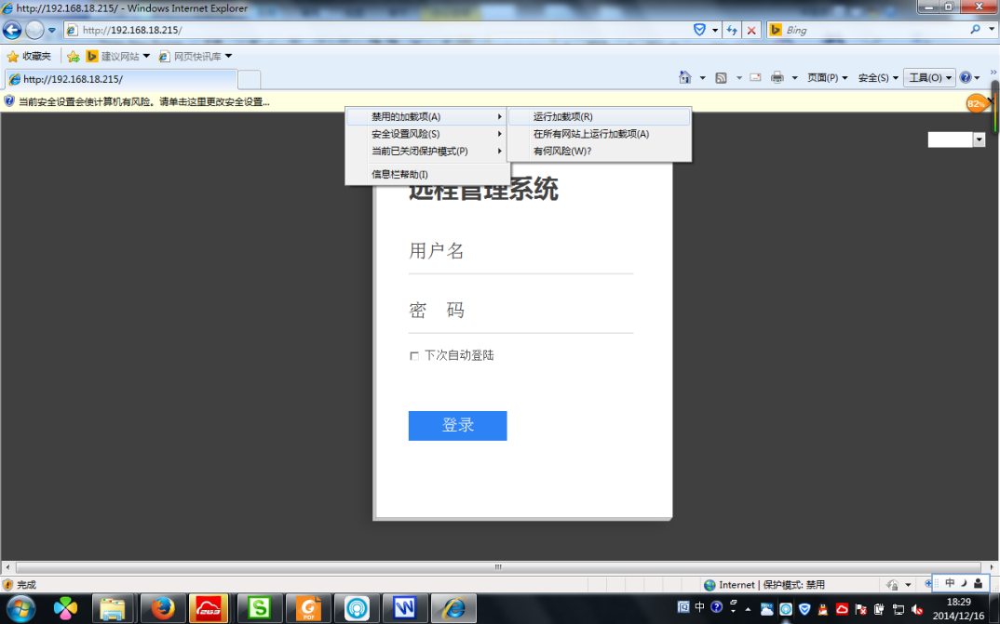 http://192.168.18.215/ - Windows Internet Explorer
http://192.168.18.215/
Bing
收藏夹
建议网站
网页快讯库
http://192.168.18.215/
页面(P)
安全(S)
工具(O)
当前安全设置会使计算机有风险。请单击这里更改安全设置...
82%
禁用的加载项(A)
安全设置风险(S)
当前已关闭保护模式(P)
信息栏帮助(I)
运行加载项(R)
在所有网站上运行加载项(A)
有何风险(W)?
远程管理系统
用户名
密 码
下次自动登陆
登录
完成
Internet | 保护模式: 禁用
中
中
18:29
2014/12/16